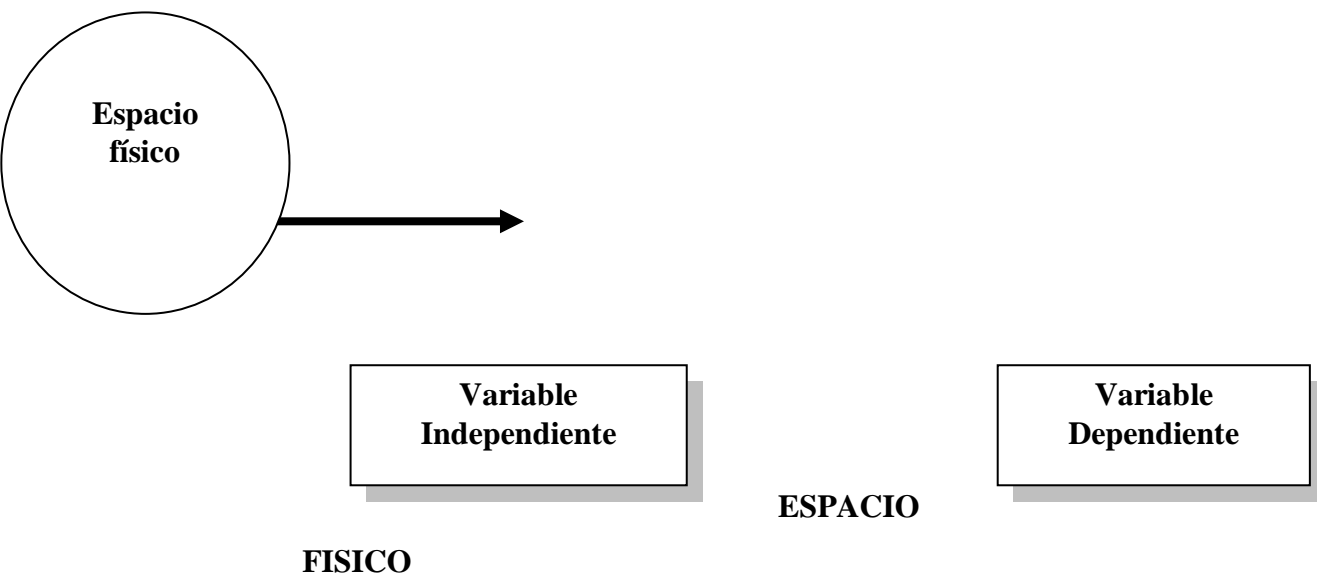 Espacio
físico
Variable
Independiente
Variable
Dependiente
ESPACIO
FISICO